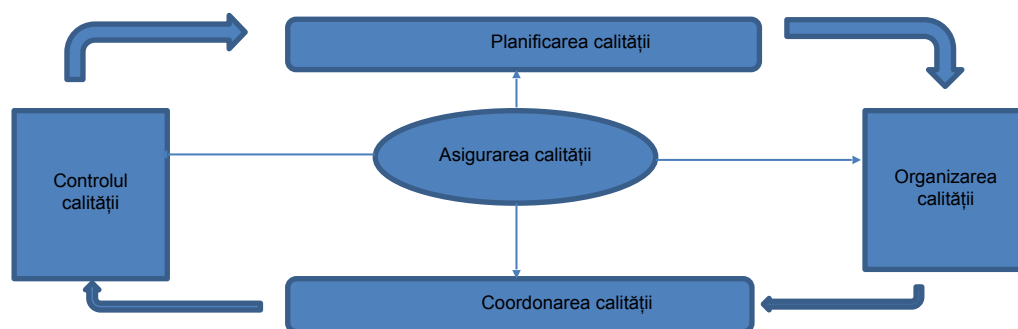 Planificarea calității
Asigurarea calității
Controlul
calității
Organizarea
calității
Coordonarea calității